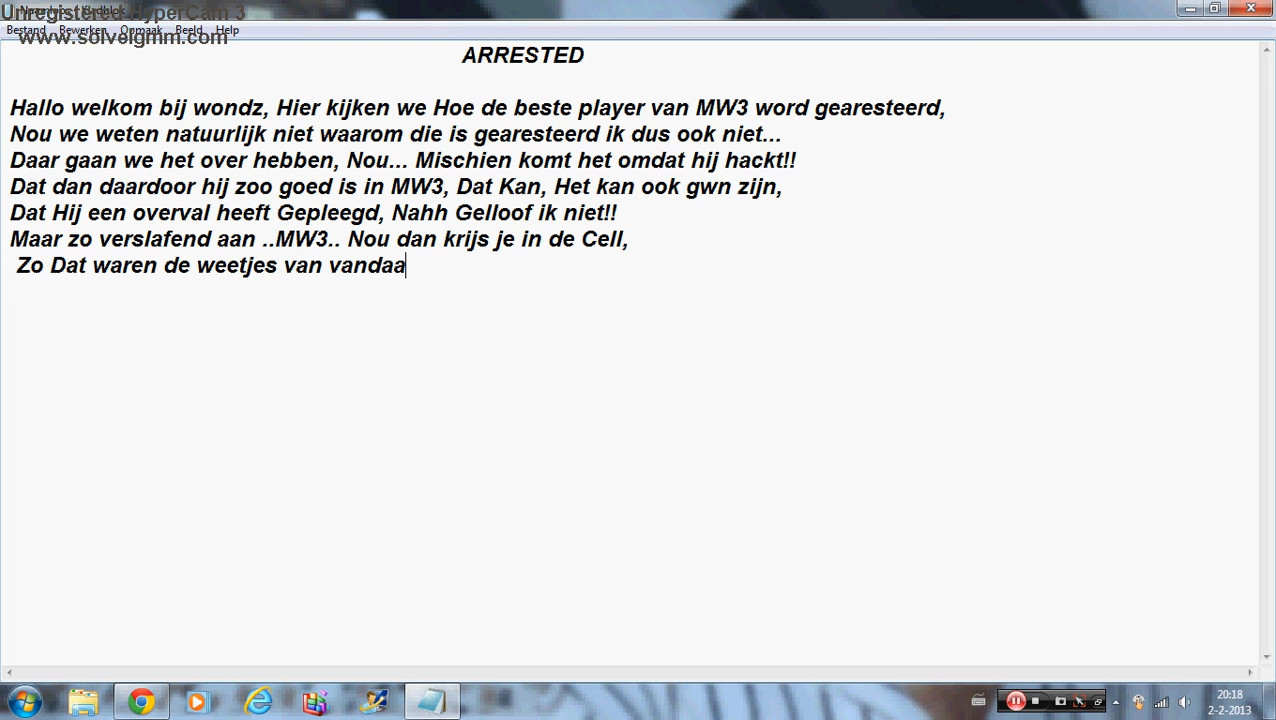 Unregistered HyperCam 3
www.solveigmm.com
Bestand Bewerken Opmaak Beeld Help
ARRESTED
Hallo welkom bij wondz, Hier kijken we Hoe de beste player van MW3 word gearesteerd,
Nou we weten natuurlijk niet waarom die is gearesteerd ik dus ook niet...
Daar gaan we het over hebben, Nou... Mischien komt het omdat hij hackt!!
Dat dan daardoor hij zoo goed is in MW3, Dat Kan, Het kan ook gwn zijn,
Dat Hij een overval heeft Gepleegd, Nahh Gelloof ik niet!!
Maar zo verslafend aan ..MW3.. Nou dan krijs je in de Cell,
Zo Dat waren de weetjes van vandaa
20:18
2-2-2013